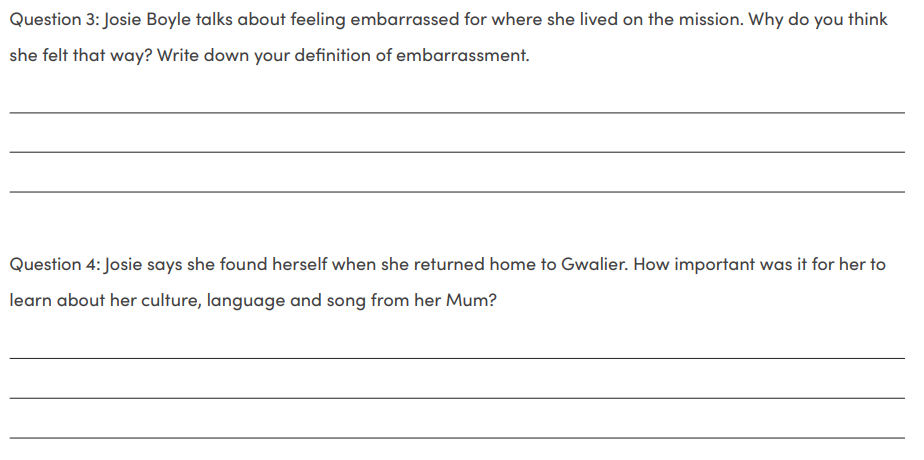 Question 3: Josie Boyle talks about feeling embarrassed for where she lived on the mission. Why do you think
she felt that way? Write down your definition of embarrassment.
Question 4: Josie says she found herself when she returned home to Gwalier. How important was it for her to
learn about her culture, language and song from her Mum?